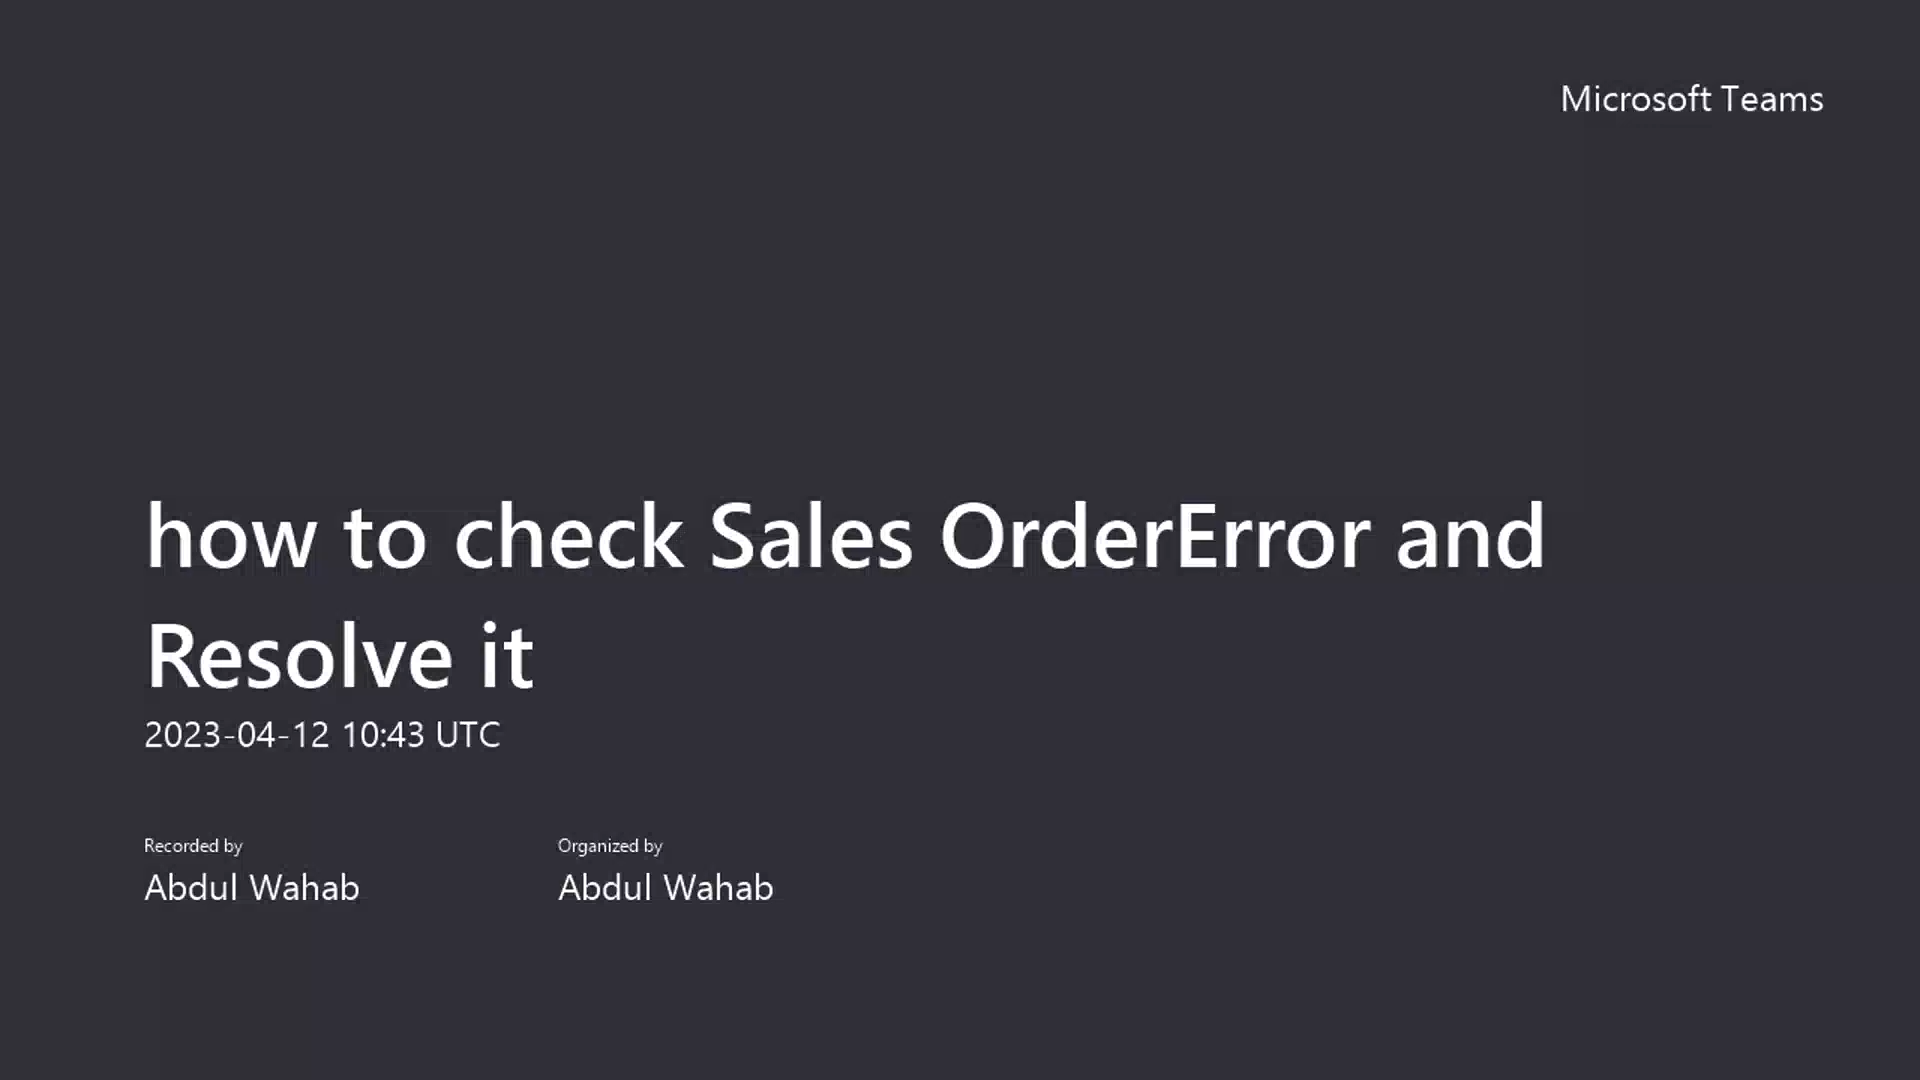 Microsoft Teams
how to check Sales OrderError and
Resolve it
2023-04-12 10:43 UTC
Recorded by
Abdul Wahab
Organized by
Abdul Wahab